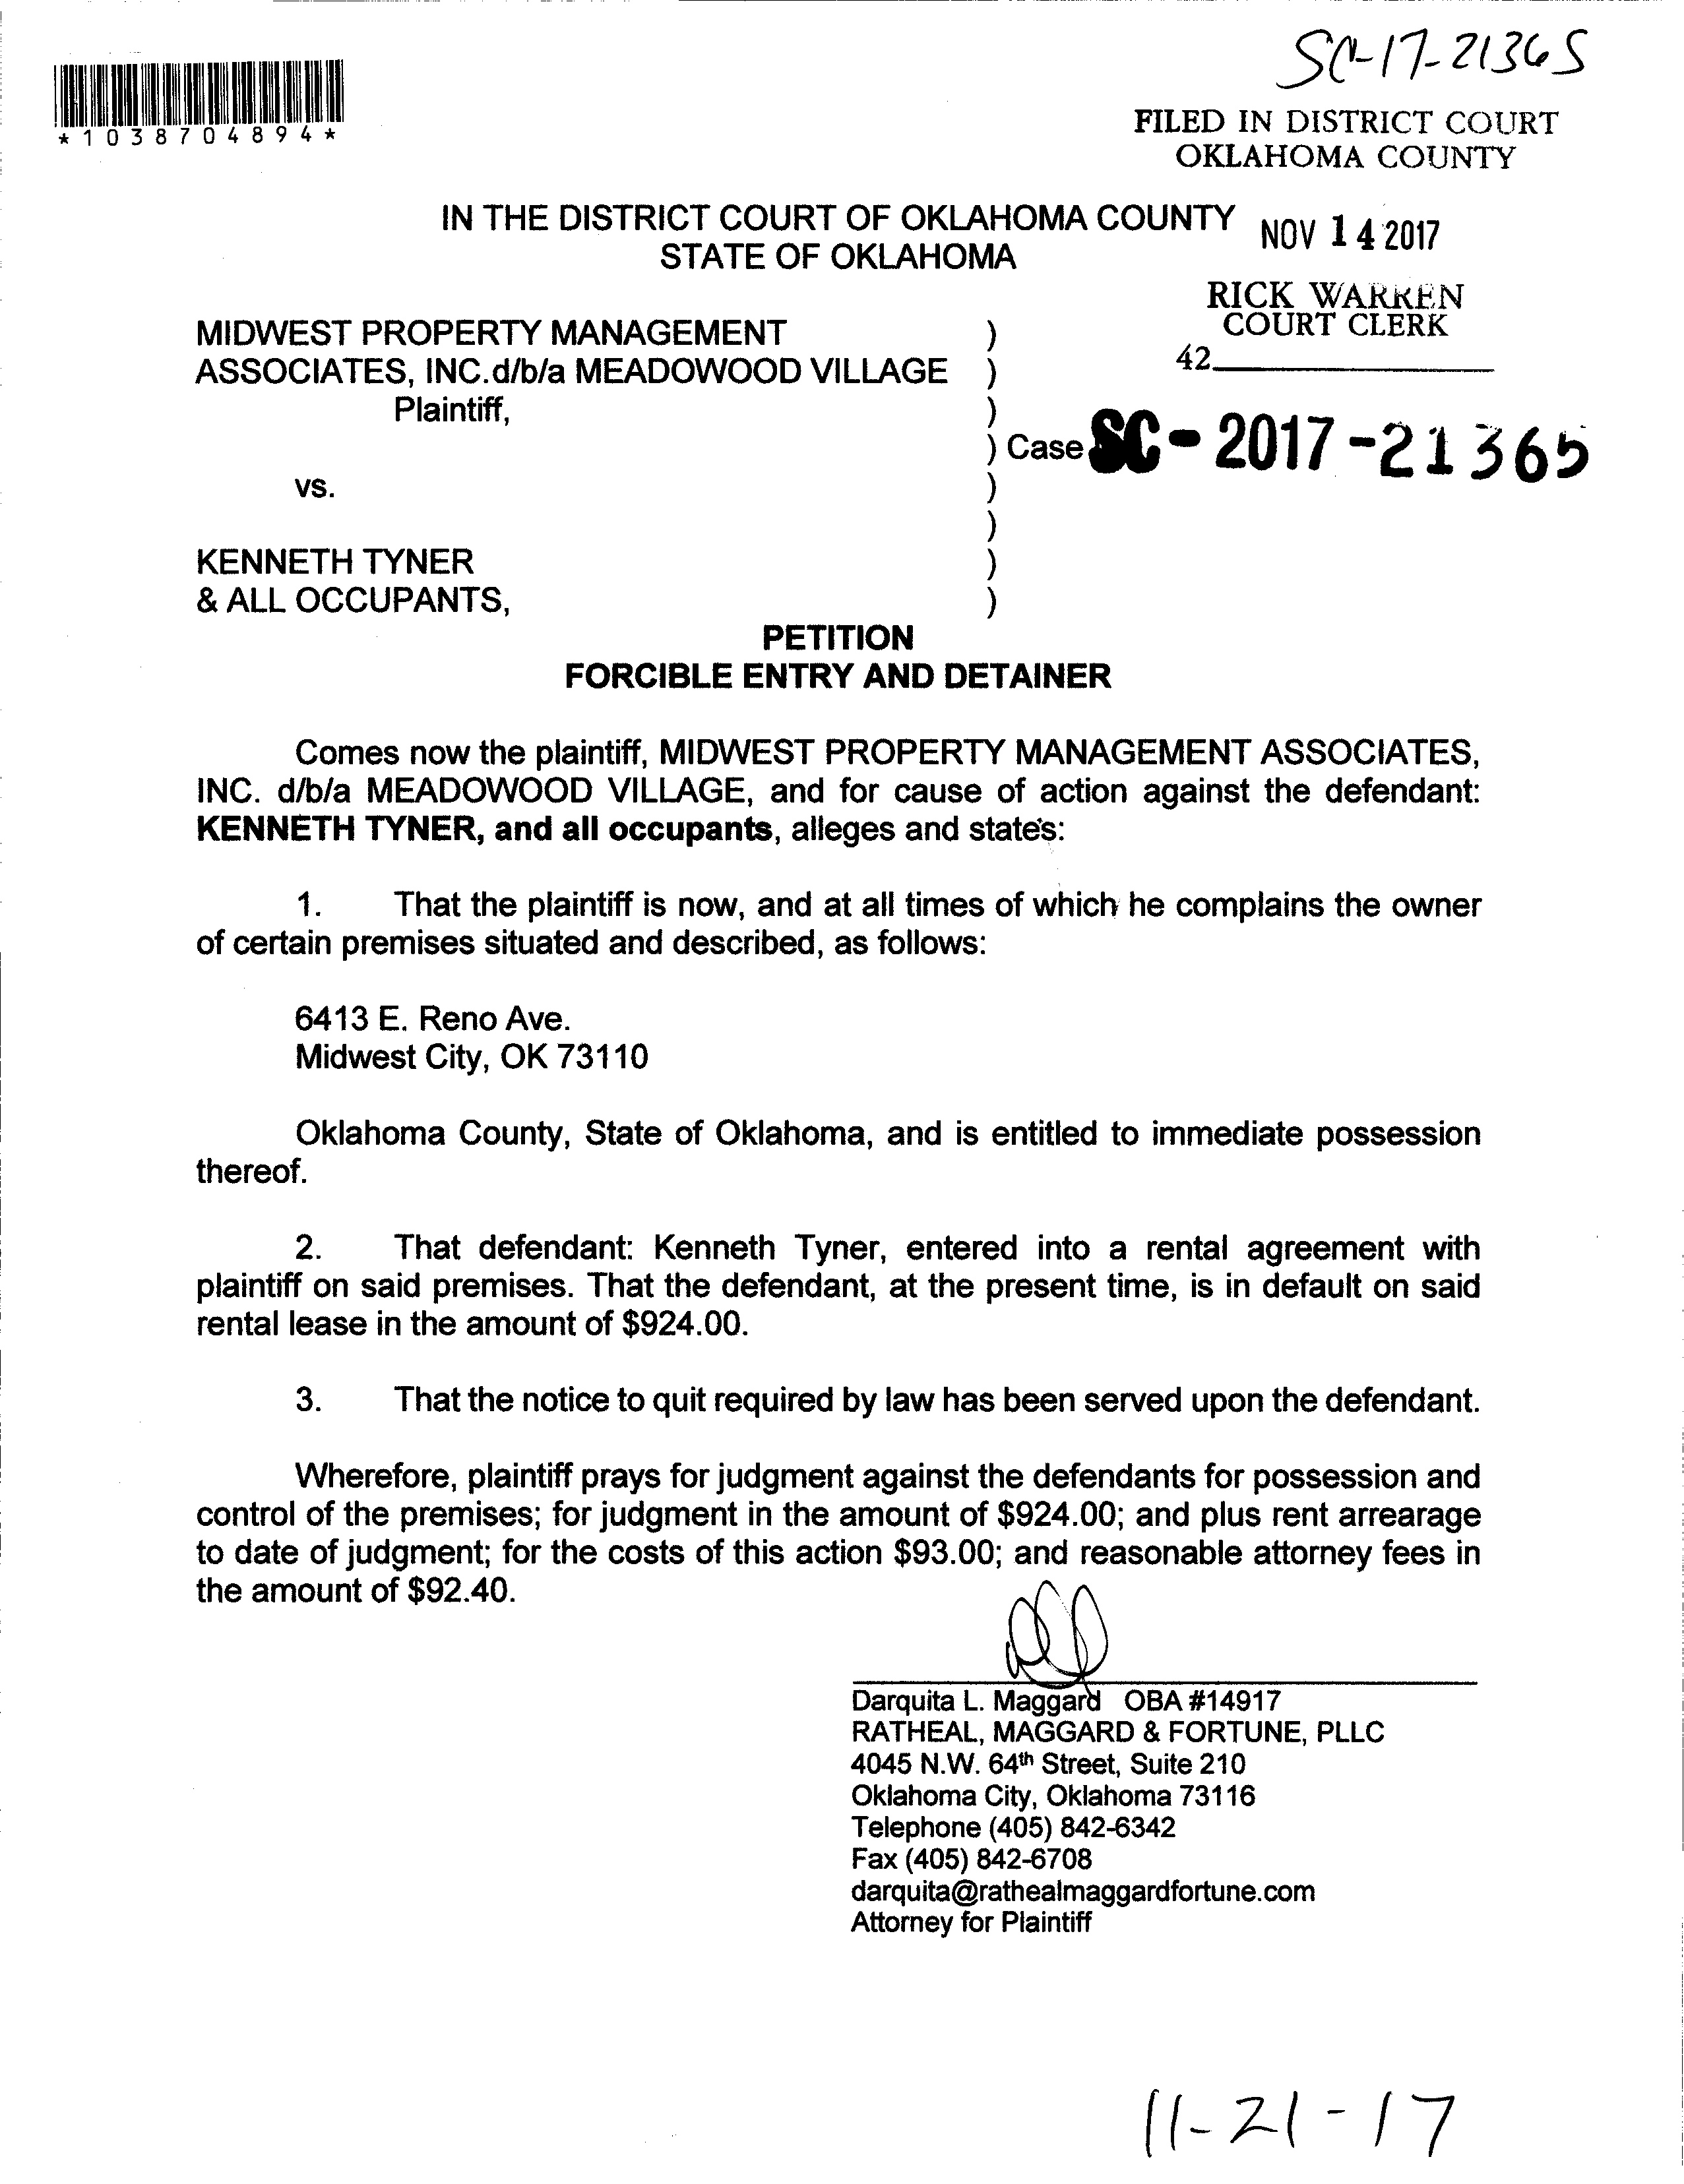 SC-17-21365
*1038704894*
FILED IN DISTRICT COURT
OKLAHOMA COUNTY
IN THE DISTRICT COURT OF OKLAHOMA COUNTY
STATE OF OKLAHOMA
NOV 14 2017
RICK WARREN
COURT CLERK
42
MIDWEST PROPERTY MANAGEMENT )
ASSOCIATES, INC.d/b/a MEADOWOOD VILLAGE )
Plaintiff, )
) Case SC - 2017 - 21365
vs. )
)
KENNETH TYNER )
& ALL OCCUPANTS, )
PETITION
FORCIBLE ENTRY AND DETAINER
Comes now the plaintiff, MIDWEST PROPERTY MANAGEMENT ASSOCIATES,
INC. d/b/a MEADOWOOD VILLAGE, and for cause of action against the defendant:
KENNETH TYNER, and all occupants, alleges and states:
1. That the plaintiff is now, and at all times of which he complains the owner
of certain premises situated and described, as follows:
6413 E. Reno Ave.
Midwest City, OK 73110
Oklahoma County, State of Oklahoma, and is entitled to immediate possession
thereof.
2. That defendant: Kenneth Tyner, entered into a rental agreement with
plaintiff on said premises. That the defendant, at the present time, is in default on said
rental lease in the amount of $924.00.
3. That the notice to quit required by law has been served upon the defendant.
Wherefore, plaintiff prays for judgment against the defendants for possession and
control of the premises; for judgment in the amount of $924.00; and plus rent arrearage
to date of judgment; for the costs of this action $93.00; and reasonable attorney fees in
the amount of $92.40.
Darquita L. Maggard OBA #14917
RATHEAL, MAGGARD & FORTUNE, PLLC
4045 N.W. 64th Street, Suite 210
Oklahoma City, Oklahoma 73116
Telephone (405) 842-6342
Fax (405) 842-6708
darquita@rathealmaggardfortune.com
Attorney for Plaintiff
11-21-17